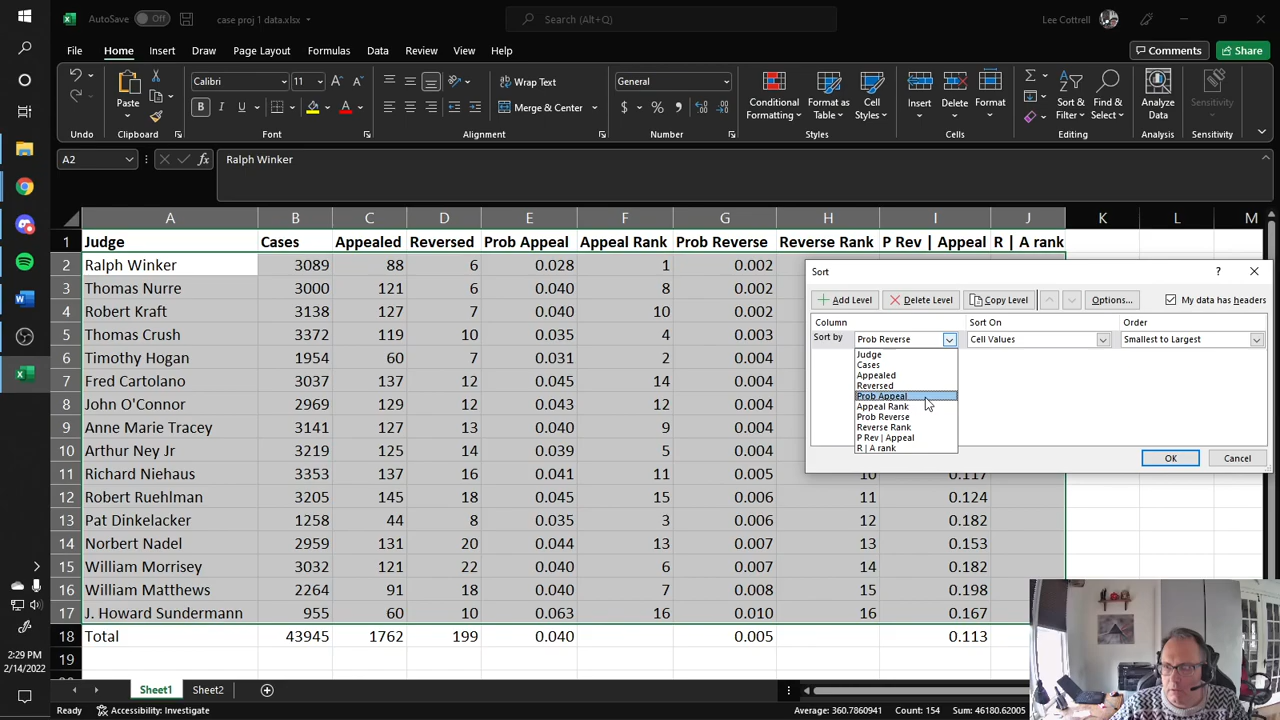 AutoSave Off case proj 1 data.xlsx Search (Alt+Q) Lee Cottrell
File Home Insert Draw Page Layout Formulas Data Review View Help Comments Share
Calibri 11 Wrap Text General
Paste B I U Merge & Center $ % Conditional Formatting Format as Table Cell Styles Insert Delete Format Sort & Filter Find & Select Analyze Data Sensitivity
Undo Clipboard Font Alignment Number Styles Cells Editing Analysis Sensitivity
A2 fx Ralph Winker
A B C D E F G H I J K L M
1 Judge Cases Appealed Reversed Prob Appeal Appeal Rank Prob Reverse Reverse Rank P Rev | Appeal R | A rank
2 Ralph Winker 3089 88 6 0.028 1 0.002
3 Thomas Nurre 3000 121 6 0.040 8 0.002
4 Robert Kraft 3138 127 7 0.040 10 0.002
5 Thomas Crush 3372 119 10 0.035 4 0.003
6 Timothy Hogan 1954 60 7 0.031 2 0.004
7 Fred Cartolano 3037 137 12 0.045 14 0.004
8 John O'Connor 2969 129 12 0.043 12 0.004
9 Anne Marie Tracey 3141 127 13 0.040 9 0.004
10 Arthur Ney Jr 3219 125 14 0.039 5 0.004
11 Richard Niehaus 3353 137 16 0.041 11 0.005 10 0.117
12 Robert Ruehlman 3205 145 18 0.045 15 0.006 11 0.124
13 Pat Dinkelacker 1258 44 8 0.035 3 0.006 12 0.182
14 Norbert Nadel 2959 131 20 0.044 13 0.007 13 0.153
15 William Morrisey 3032 121 22 0.040 6 0.007 14 0.182
16 William Matthews 2264 91 18 0.040 7 0.008 15 0.198
17 J. Howard Sundermann 955 60 10 0.063 16 0.010 16 0.167
18 Total 43945 1762 199 0.040 0.005 0.113
19
Sort ?
Add Level Delete Level Copy Level Options... My data has headers
Column Sort On Order
Sort by Prob Reverse Cell Values Smallest to Largest
Judge
Cases
Appealed
Reversed
Prob Appeal
Appeal Rank
Prob Reverse
Reverse Rank
P Rev | Appeal
R | A rank
OK Cancel
2:29 PM
2/14/2022
Sheet1 Sheet2
Ready Accessibility: Investigate Average: 360.7860941 Count: 154 Sum: 46180.62005